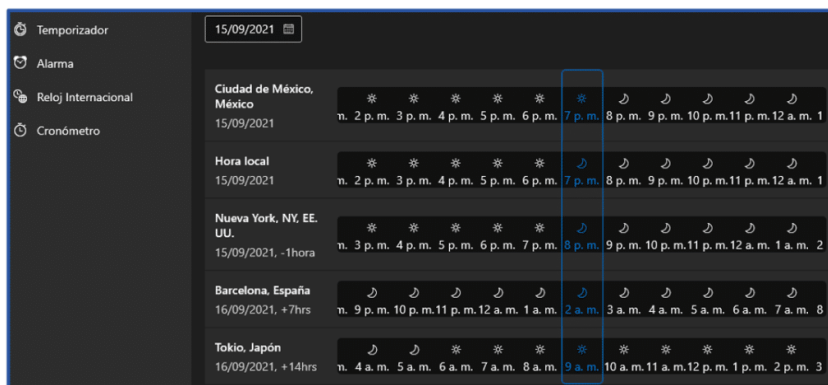 Temporizador
15/09/2021
Alarma
Reloj Internacional
Cronómetro
Ciudad de México,
México
15/09/2021
m. 2 p. m. 3 p. m. 4 p. m. 5 p. m. 6 p. m. 7 p. m. 8 p. m. 9 p. m. 10 p. m. 11 p. m. 12 a. m. 1
Hora local
15/09/2021
m. 2 p. m. 3 p. m. 4 p. m. 5 p. m. 6 p. m. 7 p. m. 8 p. m. 9 p. m. 10 p. m. 11 p. m. 12 a. m. 1
Nueva York, NY, EE.
UU.
15/09/2021, -1hora
m. 3 p. m. 4 p. m. 5 p. m. 6 p. m. 7 p. m. 8 p. m. 9 p. m. 10 p. m. 11 p. m. 12 a. m. 1 a. m. 2
Barcelona, España
16/09/2021, +7hrs
m. 9 p. m. 10 p. m. 11 p. m. 12 a. m. 1 a. m. 2 a. m. 3 a. m. 4 a. m. 5 a. m. 6 a. m. 7 a. m. 8
Tokio, Japón
16/09/2021, +14hrs
m. 4 a. m. 5 a. m. 6 a. m. 7 a. m. 8 a. m. 9 a. m. 10 a. m. 11 a. m. 12 p. m. 1 p. m. 2 p. m. 3